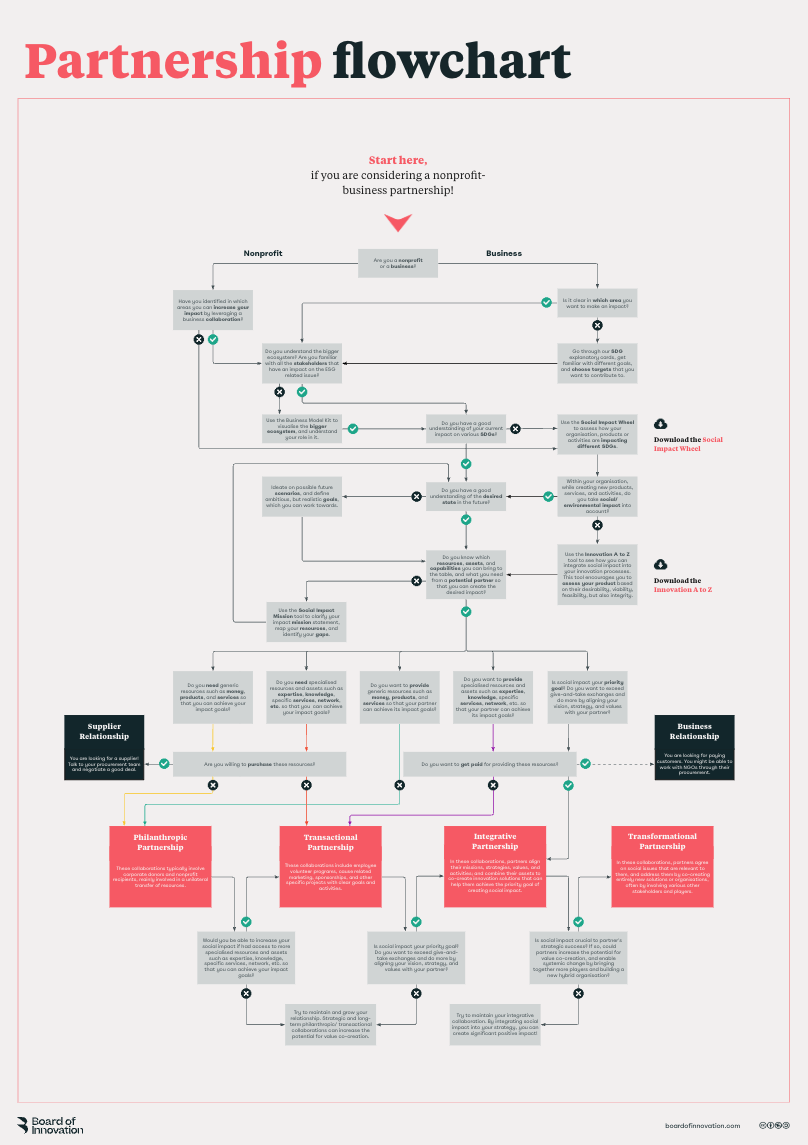 Partnership flowchart
Start here,
if you are considering a nonprofit-
business partnership!
Nonprofit
Business
Are you a nonprofit
or a business?
Have you identified in which
areas you can increase your
impact by leveraging a
business collaboration?
Is it clear in which area you
want to make an impact?
Do you understand the bigger
ecosystem? Are you familiar
with all the stakeholders that
have an impact on the ESG
related issue?
Go through our SDG
explanatory cards, get
familiar with different goals,
and choose targets that you
want to contribute to.
Use the Business Model Kit to
visualise the bigger
ecosystem, and understand
your role in it.
Do you have a good
understanding of your current
impact on various SDGs?
Use the Social Impact Wheel
to assess how your
organisation, products or
activities are impacting
different SDGs.
Download the Social
Impact Wheel
Ideate on possible future
scenarios, and define
ambitious, but realistic goals,
which you can work towards.
Do you have a good
understanding of the desired
state in the future?
Within your organisation,
while creating new products,
services, and activities, do
you take social/
environmental impact into
account?
Do you know which
resources, assets, and
capabilities you can bring to
the table, and what you need
from a potential partner so
that you can create the
desired impact?
Use the Innovation A to Z
tool to see how you can
integrate social impact into
your innovation processes.
This tool encourages you to
assess your product based
on their desirability, viability,
feasibility, but also integrity.
Download the
Innovation A to Z
Use the Social Impact
Mission tool to clarify your
impact mission statement,
map your resources, and
identify your gaps.
Do you need generic
resources such as money,
products, and services so
that you can achieve your
impact goals?
Do you need specialised
resources and assets such as
expertise, knowledge,
specific services, network,
etc. so that you can achieve
your impact goals?
Do you want to provide
generic resources such as
money, products, and
services so that your partner
can achieve its impact goals?
Do you want to provide
specialised resources and
assets such as expertise,
knowledge, specific
services, network, etc. so
that your partner can achieve
its impact goals?
Is social impact your priority
goal? Do you want to exceed
give-and-take exchanges and
do more by aligning your
vision, strategy, and values
with your partner?
Supplier
Relationship
You are looking for a supplier!
Talk to your procurement team
and negotiate a good deal.
Are you willing to purchase these resources?
Do you want to get paid for providing these resources?
Business
Relationship
You are looking for paying
customers. You might be able to
work with NGOs through their
procurement.
Philanthropic
Partnership
These collaborations typically involve
corporate donors and nonprofit
recipients, mainly involved in a unilateral
transfer of resources.
Transactional
Partnership
These collaborations include employee
volunteer programs, cause related
marketing, sponsorships, and other
specific projects with clear goals and
activities.
Integrative
Partnership
In these collaborations, partners align
their missions, strategies, values, and
activities; and combine their assets to
co-create innovation solutions that can
help them achieve the priority goal of
creating social impact.
Transformational
Partnership
In these collaborations, partners agree
on social issues that are relevant to
them, and address them by co-creating
entirely new solutions or organisations,
often by involving various other
stakeholders and players.
Would you be able to increase your
social impact if had access to more
specialised resources and assets
such as expertise, knowledge,
specific services, network, etc. so
that you can achieve your impact
goals?
Is social impact your priority goal?
Do you want to exceed give-and-
take exchanges and do more by
aligning your vision, strategy, and
values with your partner?
Is social impact crucial to partner's
strategic success? If so, could
partners increase the potential for
value co-creation, and enable
systemic change by bringing
together more players and building a
new hybrid organisation?
Try to maintain and grow your
relationship. Strategic and long-
term philanthropic/ transactional
collaborations can increase the
potential for value co-creation.
Try to maintain your integrative
collaboration. By integrating social
impact into your strategy, you can
create significant positive impact!
Board of
Innovation
boardofinnovation.com